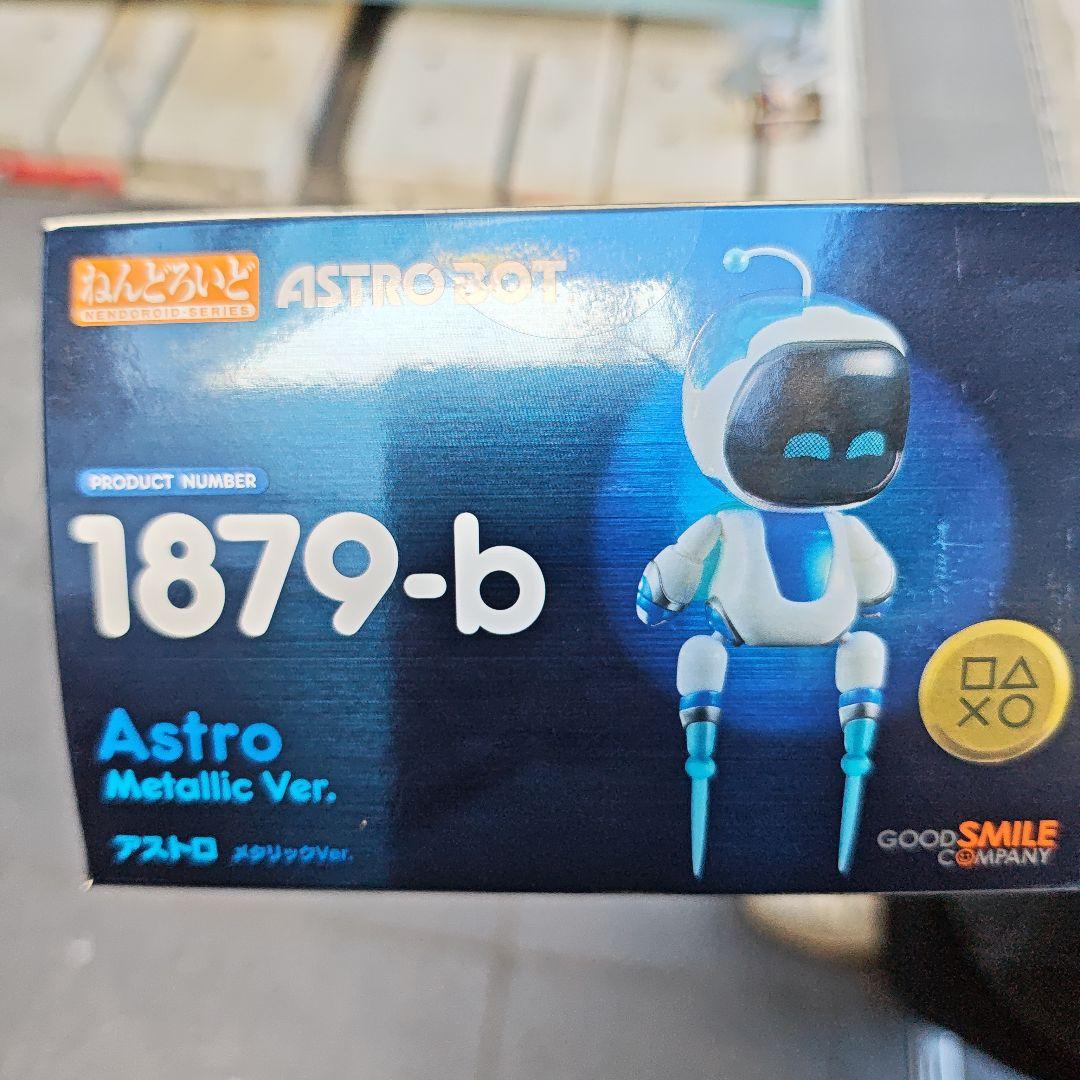 ねんどろいど
NENDOROID·SERIES
ASTRO BOT
PRODUCT NUMBER
1879-b
Astro
Metallic Ver.
アストロ メタリックVer.
GOOD SMILE
COMPANY